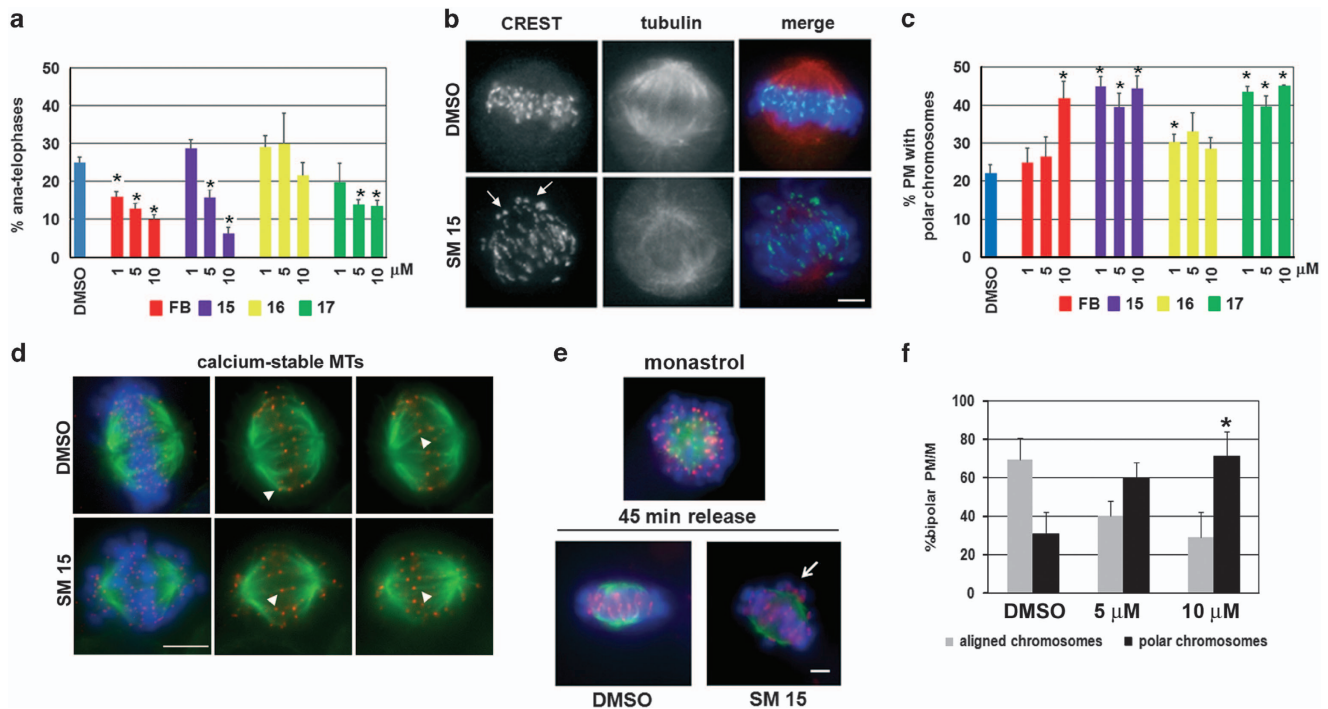 a
% ana-telophases
50
40
30
20
10
0
* * *
* *
* *
DMSO
1 5 10 1 5 10 1 5 10 1 5 10 μM
FB 15 16 17
b
CREST tubulin merge
DMSO
SM 15
c
% PM with
polar chromosomes
50
40
30
20
10
0
*
* * *
*
* * *
DMSO
1 5 10 1 5 10 1 5 10 1 5 10 μM
FB 15 16 17
d
calcium-stable MTs
DMSO
SM 15
e
monastrol
45 min release
DMSO SM 15
f
%bipolar PM/M
100
80
60
40
20
0
*
DMSO 5 μM 10 μM
aligned chromosomes polar chromosomes